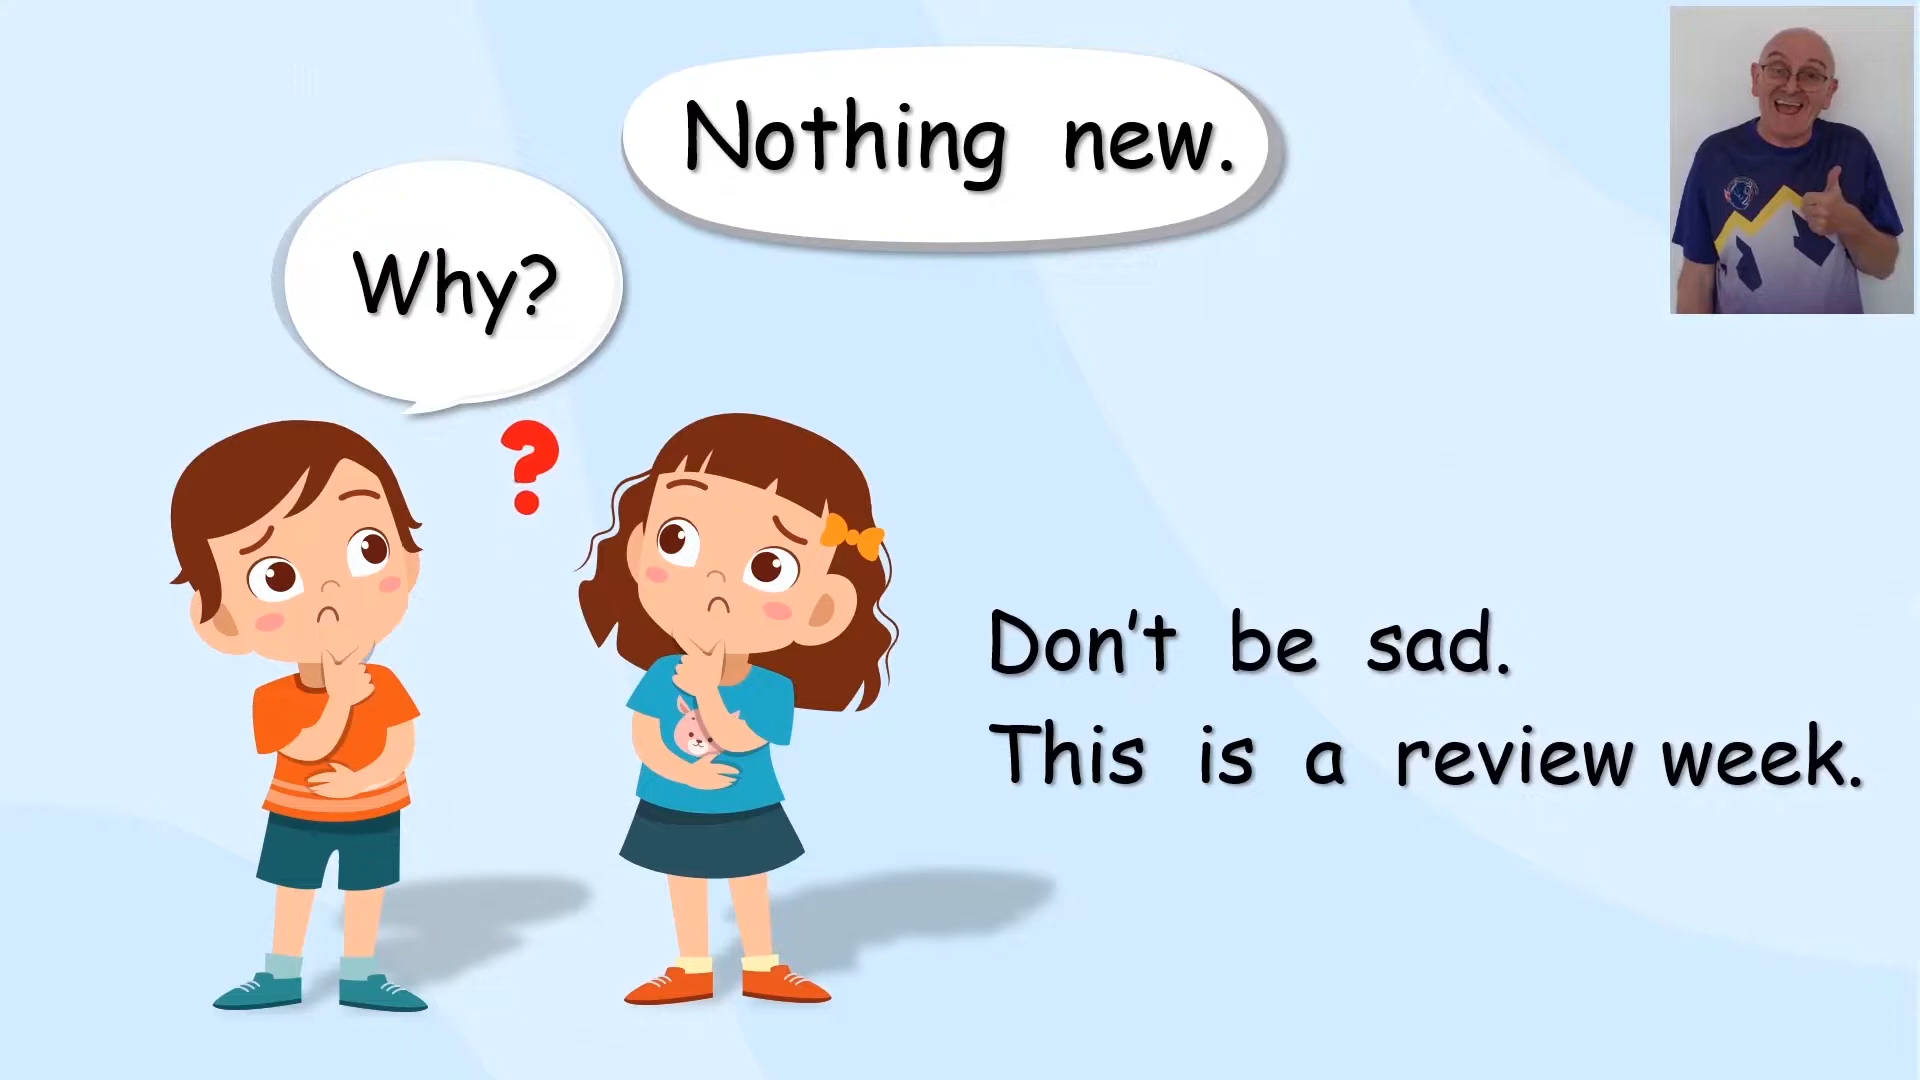 Nothing new.
Why?
?
Don't be sad.
This is a review week.